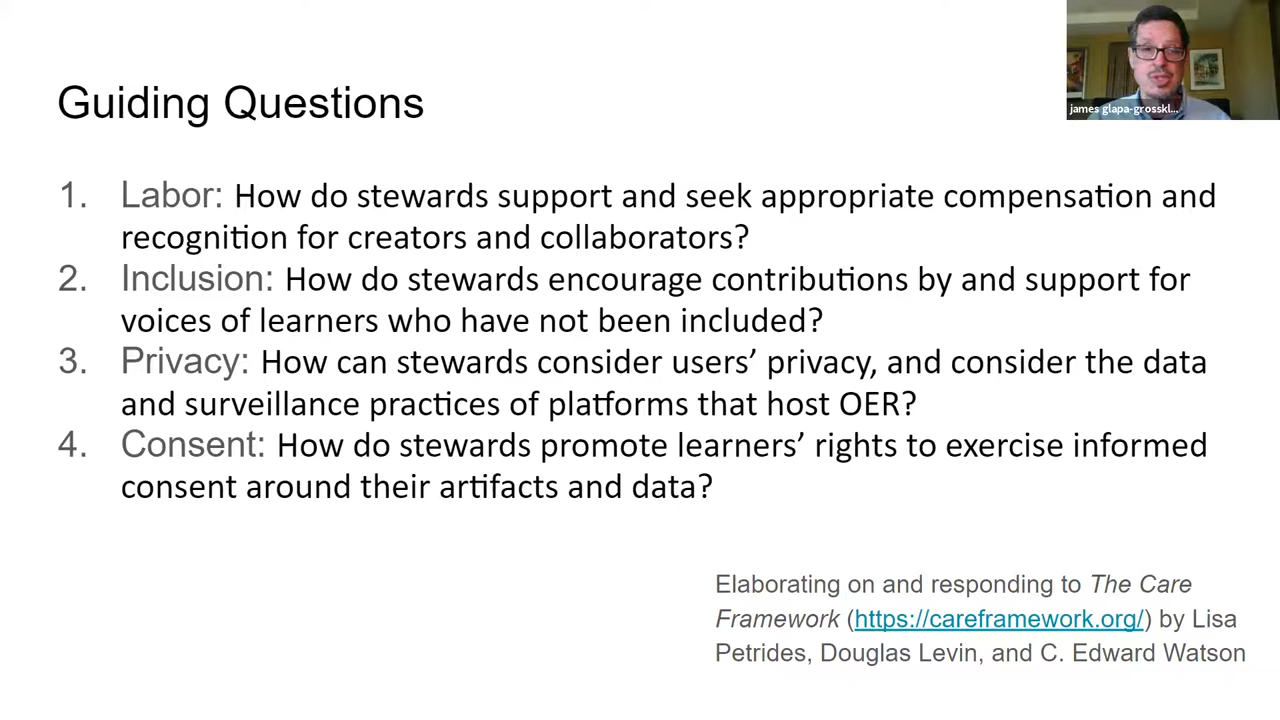 Guiding Questions
james glapa-grosskl...
1. Labor: How do stewards support and seek appropriate compensation and
recognition for creators and collaborators?
2. Inclusion: How do stewards encourage contributions by and support for
voices of learners who have not been included?
3. Privacy: How can stewards consider users’ privacy, and consider the data
and surveillance practices of platforms that host OER?
4. Consent: How do stewards promote learners’ rights to exercise informed
consent around their artifacts and data?
Elaborating on and responding to The Care
Framework (https://careframework.org/) by Lisa
Petrides, Douglas Levin, and C. Edward Watson